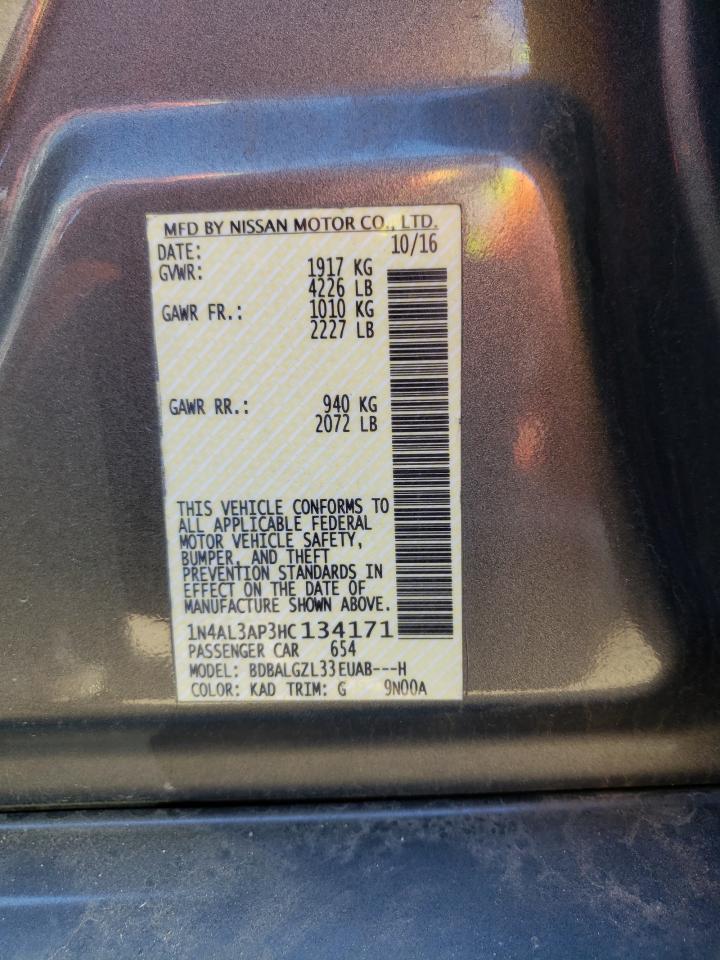 MFD BY NISSAN MOTOR CO., LTD.
DATE: 10/16
GVWR: 1917 KG
4226 LB
GAWR FR.: 1010 KG
2227 LB
GAWR RR.: 940 KG
2072 LB
THIS VEHICLE CONFORMS TO
ALL APPLICABLE FEDERAL
MOTOR VEHICLE SAFETY,
BUMPER, AND THEFT
PREVENTION STANDARDS IN
EFFECT ON THE DATE OF
MANUFACTURE SHOWN ABOVE.
1N4AL3AP3HC134171
PASSENGER CAR 654
MODEL: BDBALGZL33EUAB---H
COLOR: KAD TRIM: G 9N00A